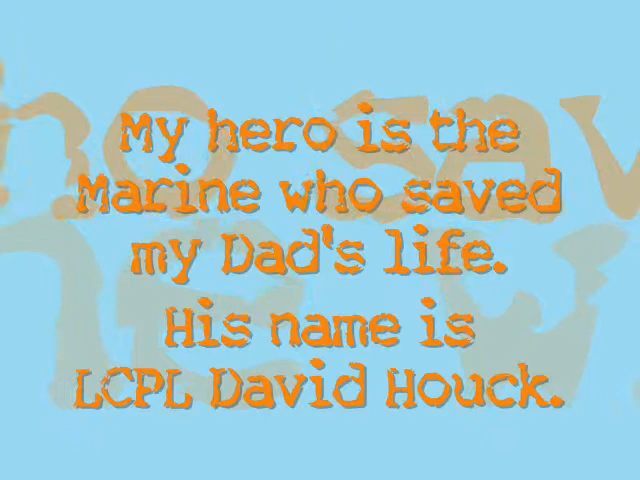 My hero is the
Marine who saved
my Dad's life.
His name is
LCPL David Houck.